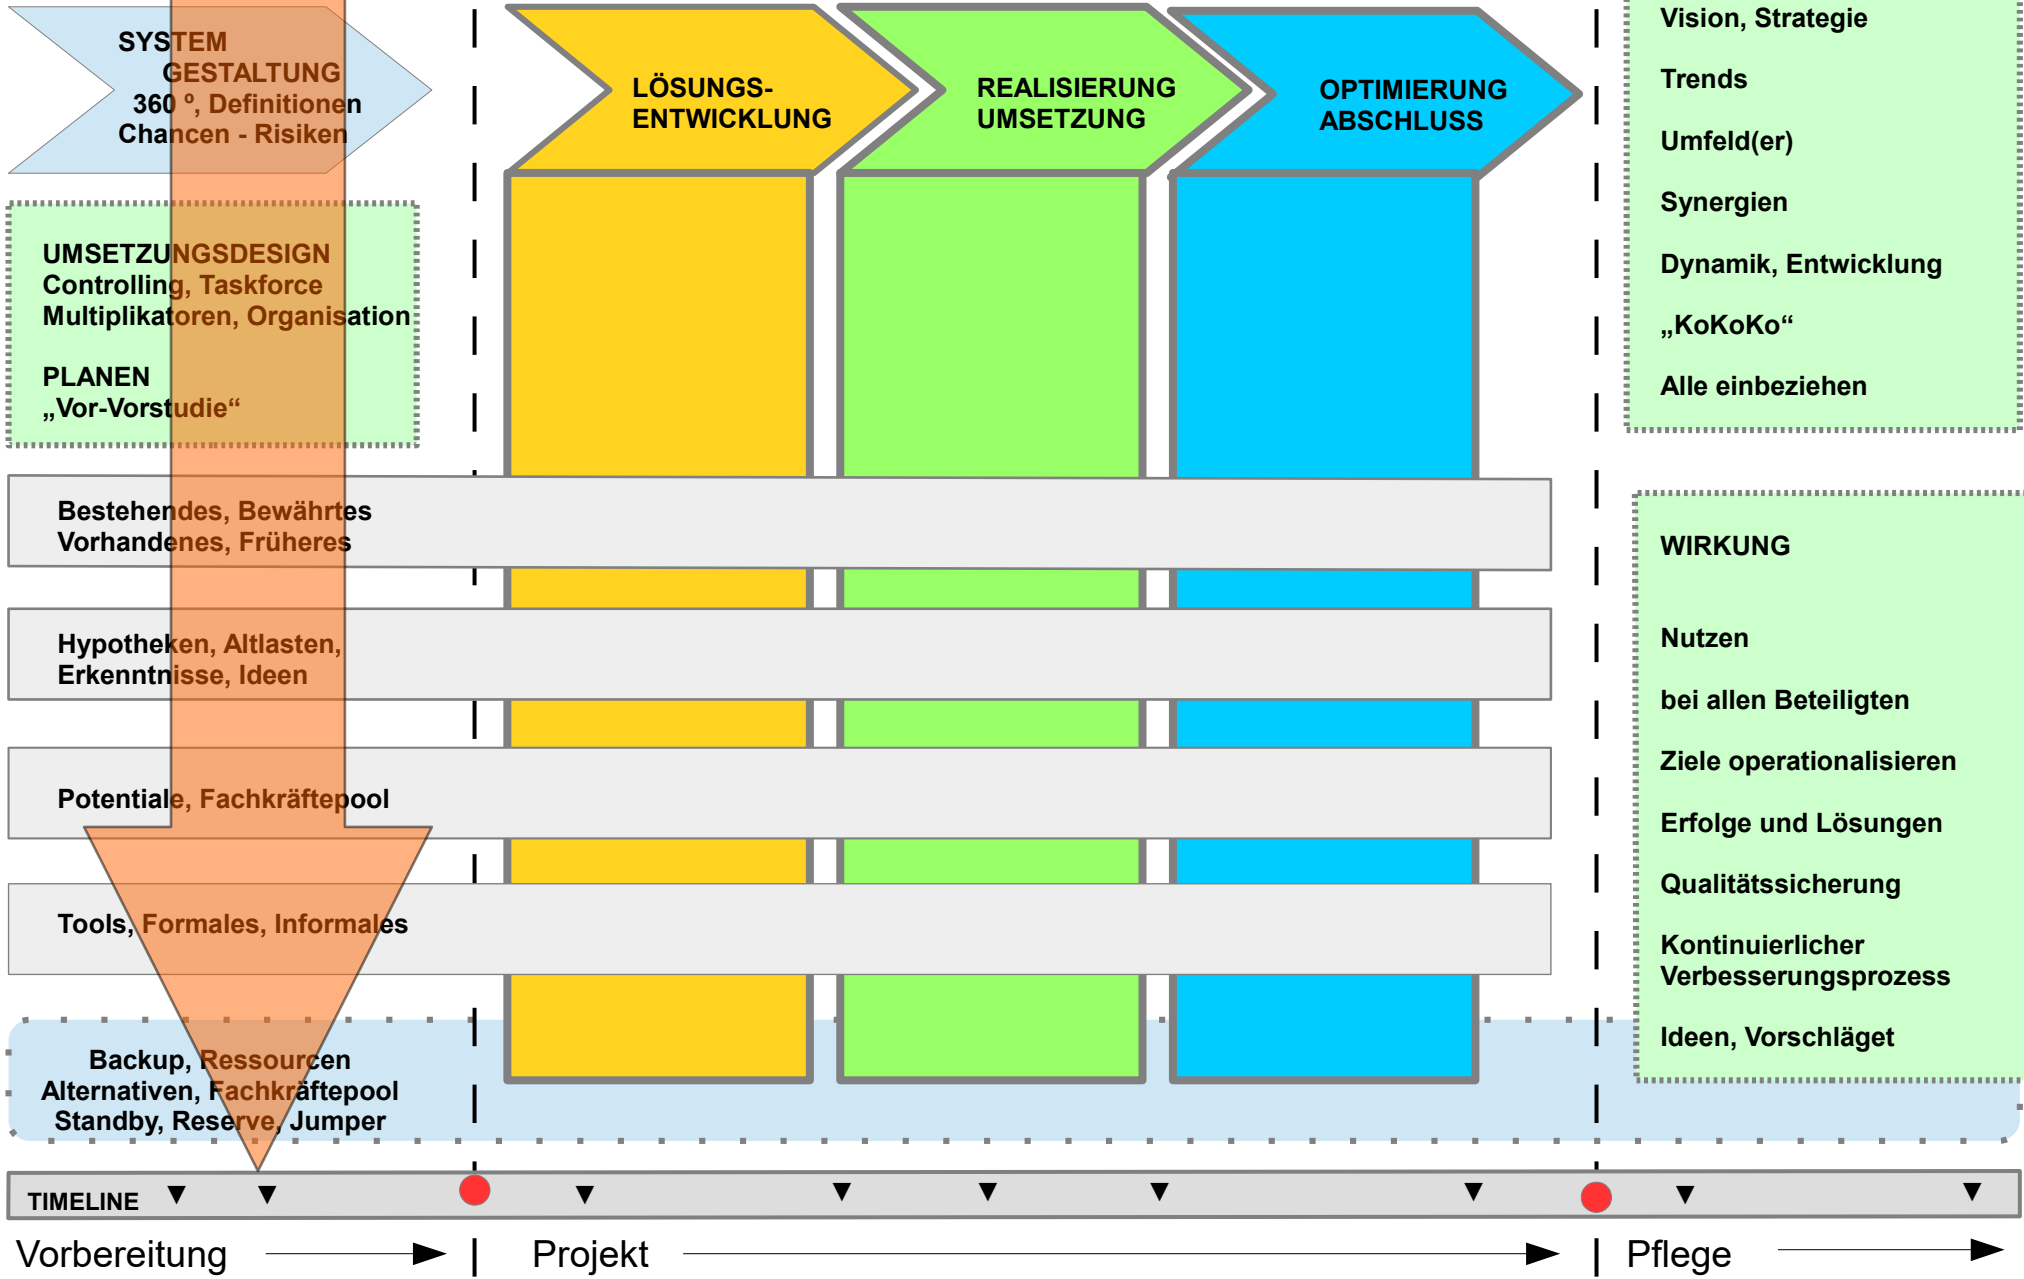 SYSTEM
GESTALTUNG
360 º, Definitionen
Chancen - Risiken
LÖSUNGS-
ENTWICKLUNG
REALISIERUNG
UMSETZUNG
OPTIMIERUNG
ABSCHLUSS
Vision, Strategie
Trends
Umfeld(er)
Synergien
Dynamik, Entwicklung
„KoKoKo“
Alle einbeziehen
UMSETZUNGSDESIGN
Controlling, Taskforce
Multiplikatoren, Organisation
PLANEN
„Vor-Vorstudie“
Bestehendes, Bewährtes
Vorhandenes, Früheres
Hypotheken, Altlasten,
Erkenntnisse, Ideen
Potentiale, Fachkräftepool
Tools, Formales, Informales
WIRKUNG
Nutzen
bei allen Beteiligten
Ziele operationalisieren
Erfolge und Lösungen
Qualitätssicherung
Kontinuierlicher
Verbesserungsprozess
Ideen, Vorschläget
Backup, Ressourcen
Alternativen, Fachkräftepool
Standby, Reserve, Jumper
TIMELINE
Vorbereitung
Projekt
Pflege